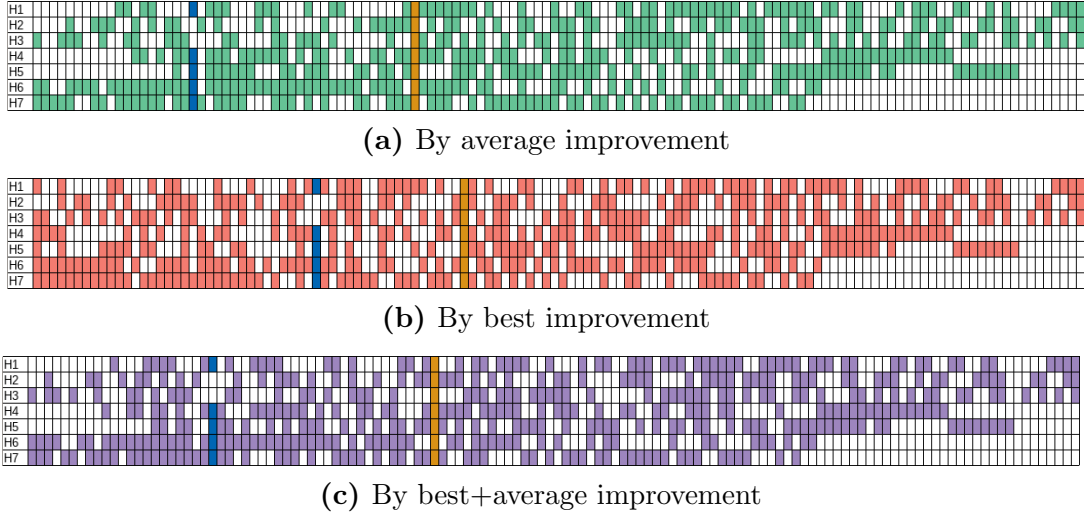 H1
H2
H3
H4
H5
H6
H7
(a) By average improvement
H1
H2
H3
H4
H5
H6
H7
(b) By best improvement
H1
H2
H3
H4
H5
H6
H7
(c) By best+average improvement